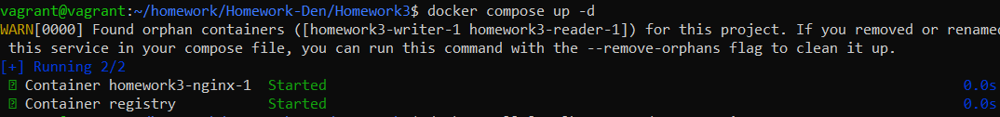 vagrant@vagrant:~/homework/Homework-Den/Homework3$ docker compose up -d
WARN[0000] Found orphan containers ([homework3-writer-1 homework3-reader-1]) for this project. If you removed or renamed
this service in your compose file, you can run this command with the --remove-orphans flag to clean it up.
[+] Running 2/2
Container homework3-nginx-1 Started 0.0s
Container registry Started 0.0s